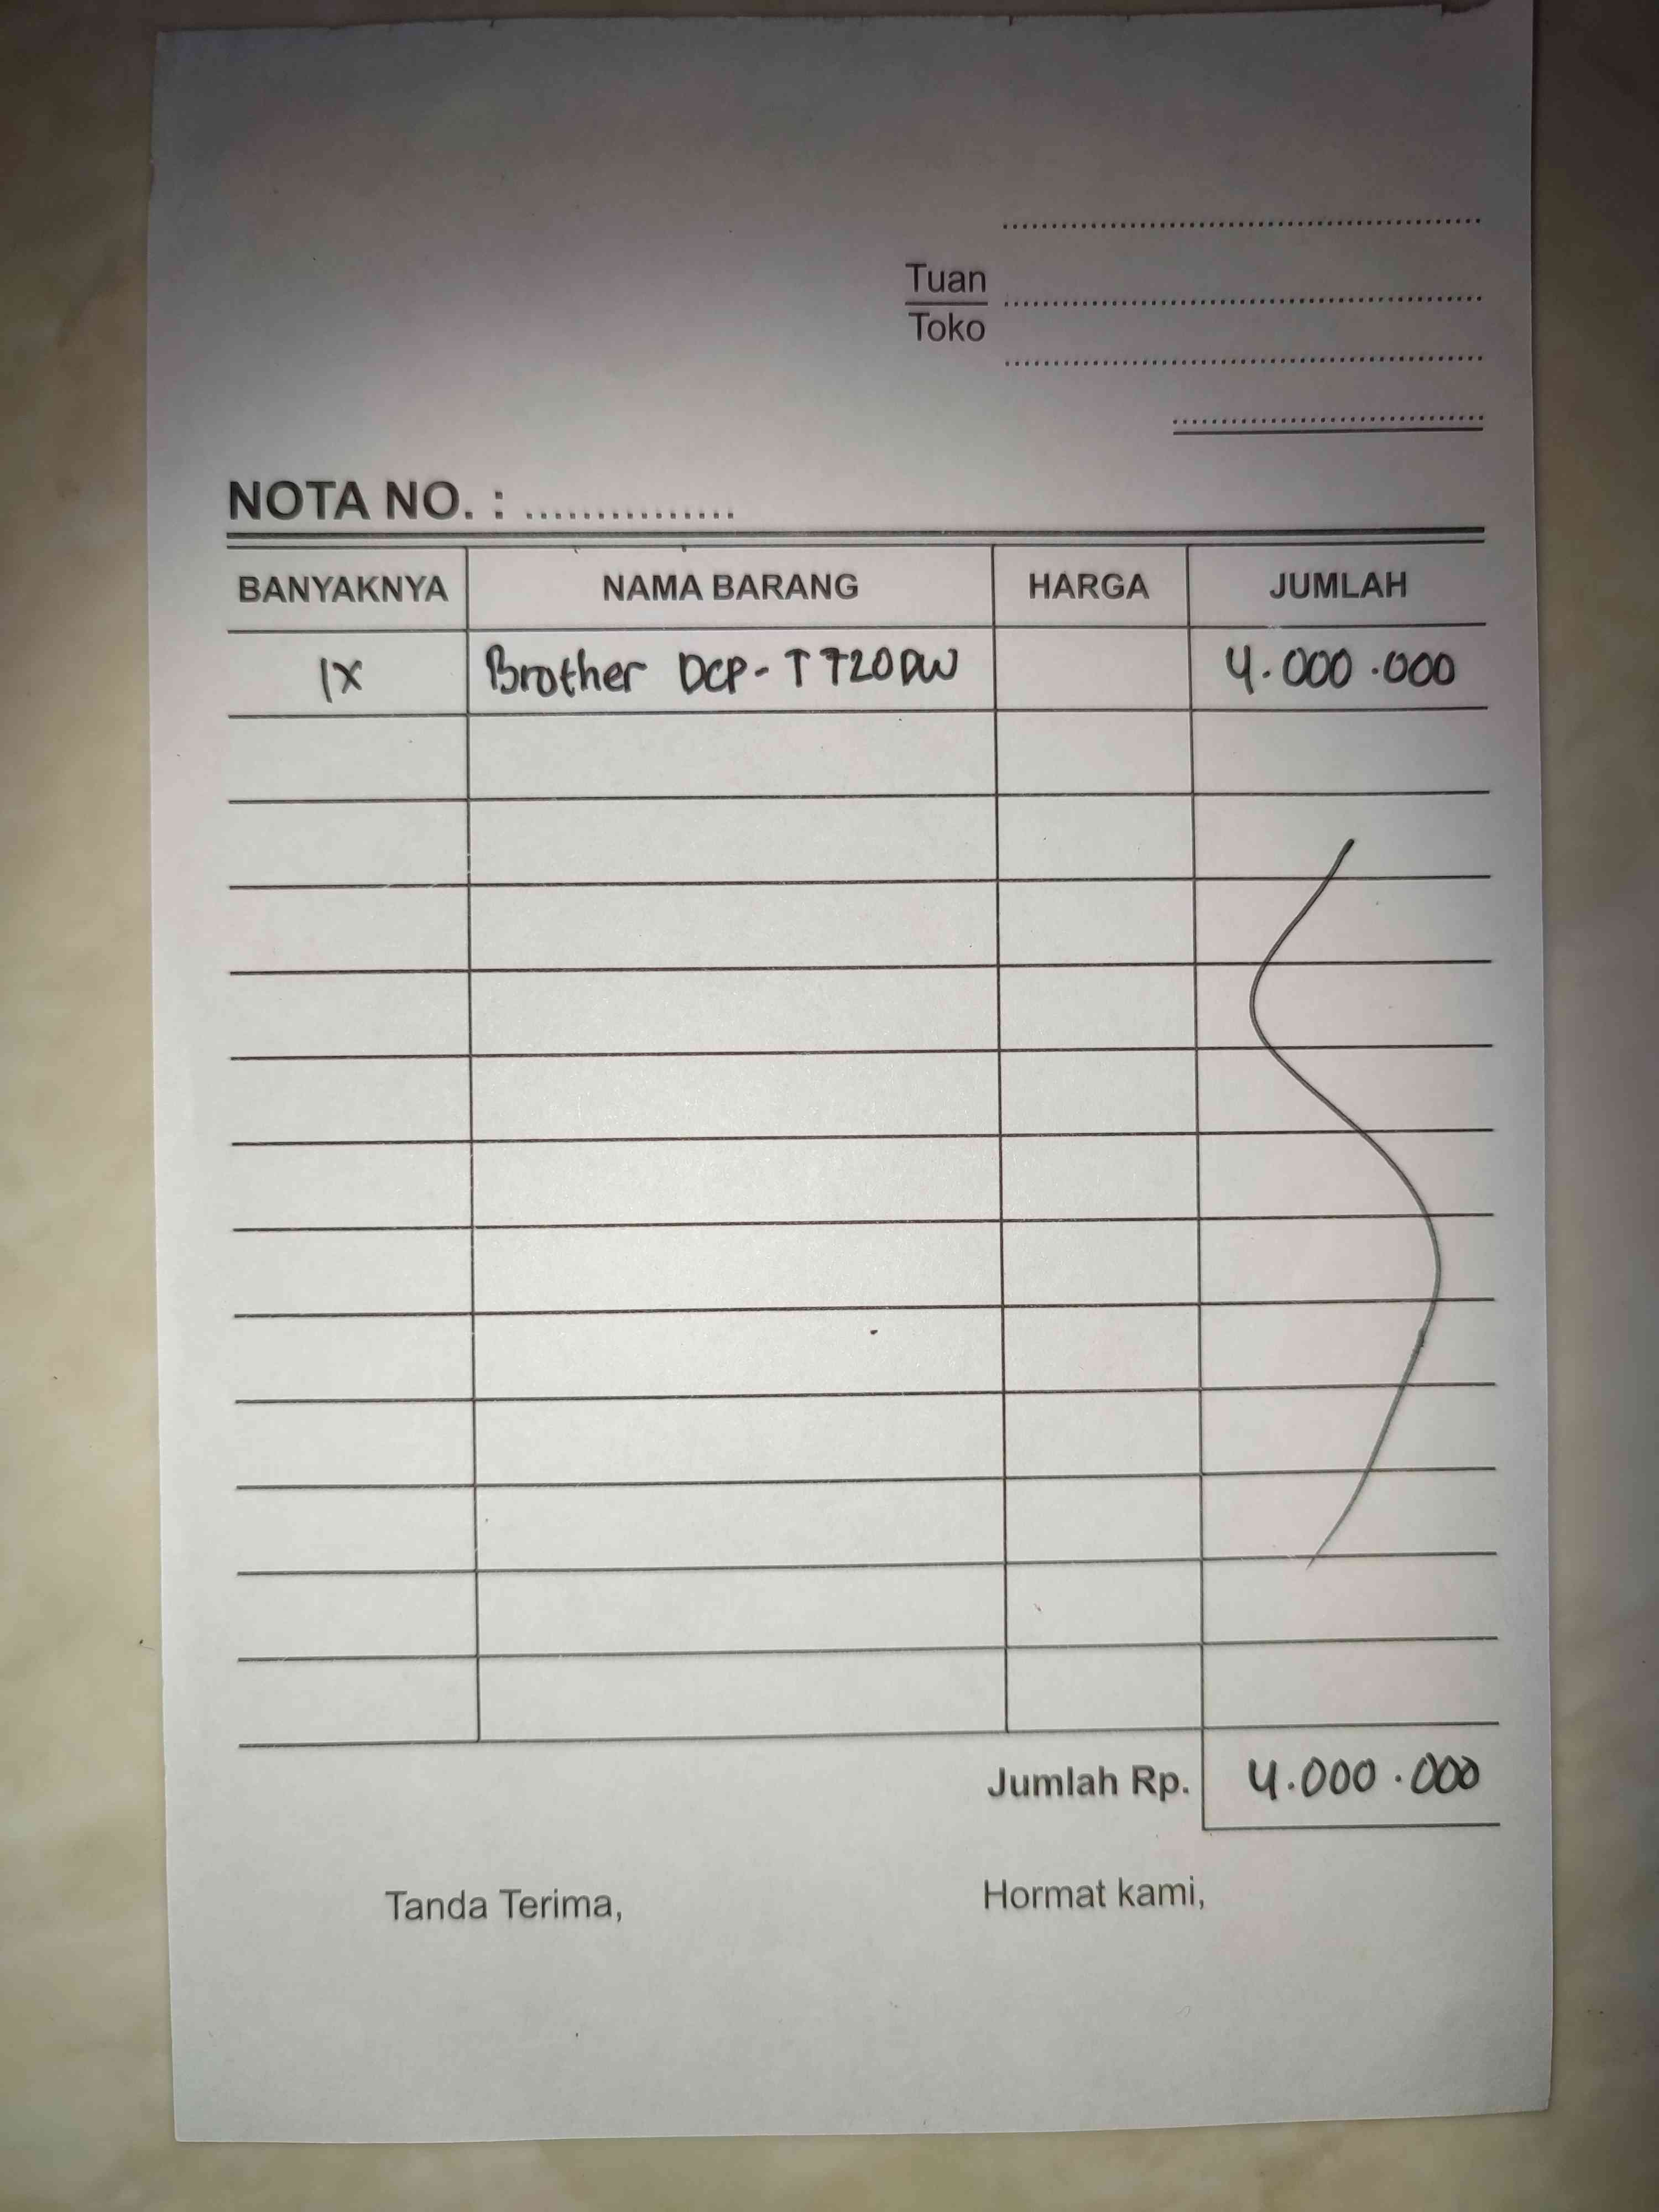 Tuan
Toko
NOTA NO. : ...............
BANYAKNYA NAMA BARANG HARGA JUMLAH
1X Brother DCP-T720DW 4.000.000
Jumlah Rp. 4.000.000
Tanda Terima, Hormat kami,